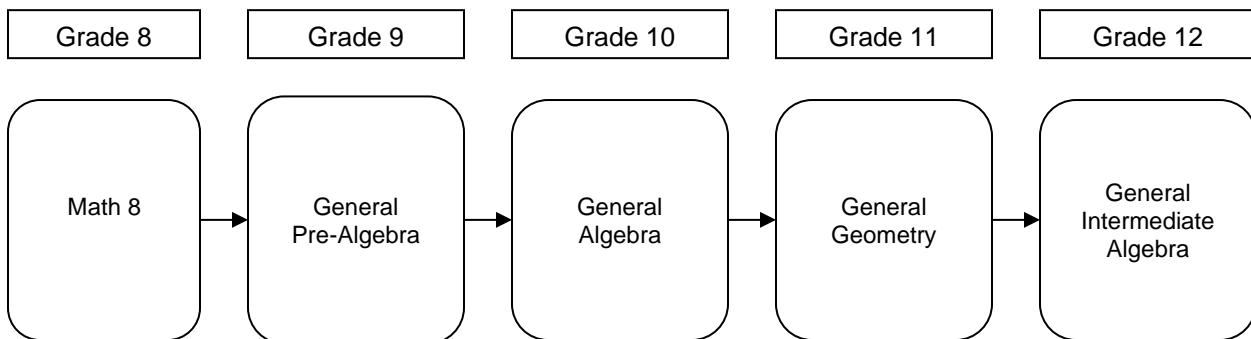 Grade 8
Grade 9
Grade 10
Grade 11
Grade 12
Math 8
General
Pre-Algebra
General
Algebra
General
Geometry
General
Intermediate
Algebra